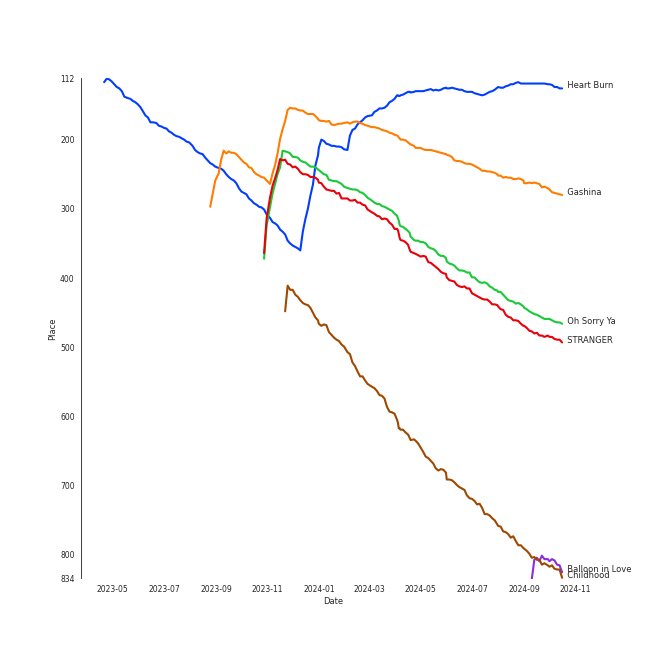 112
200
300
400
500
600
700
800
834
Place
2023-05
2023-07
2023-09
2023-11
2024-01
2024-03
2024-05
2024-07
2024-09
2024-11
Date
Heart Burn
Gashina
Oh Sorry Ya
STRANGER
Balloon in Love
Childhood